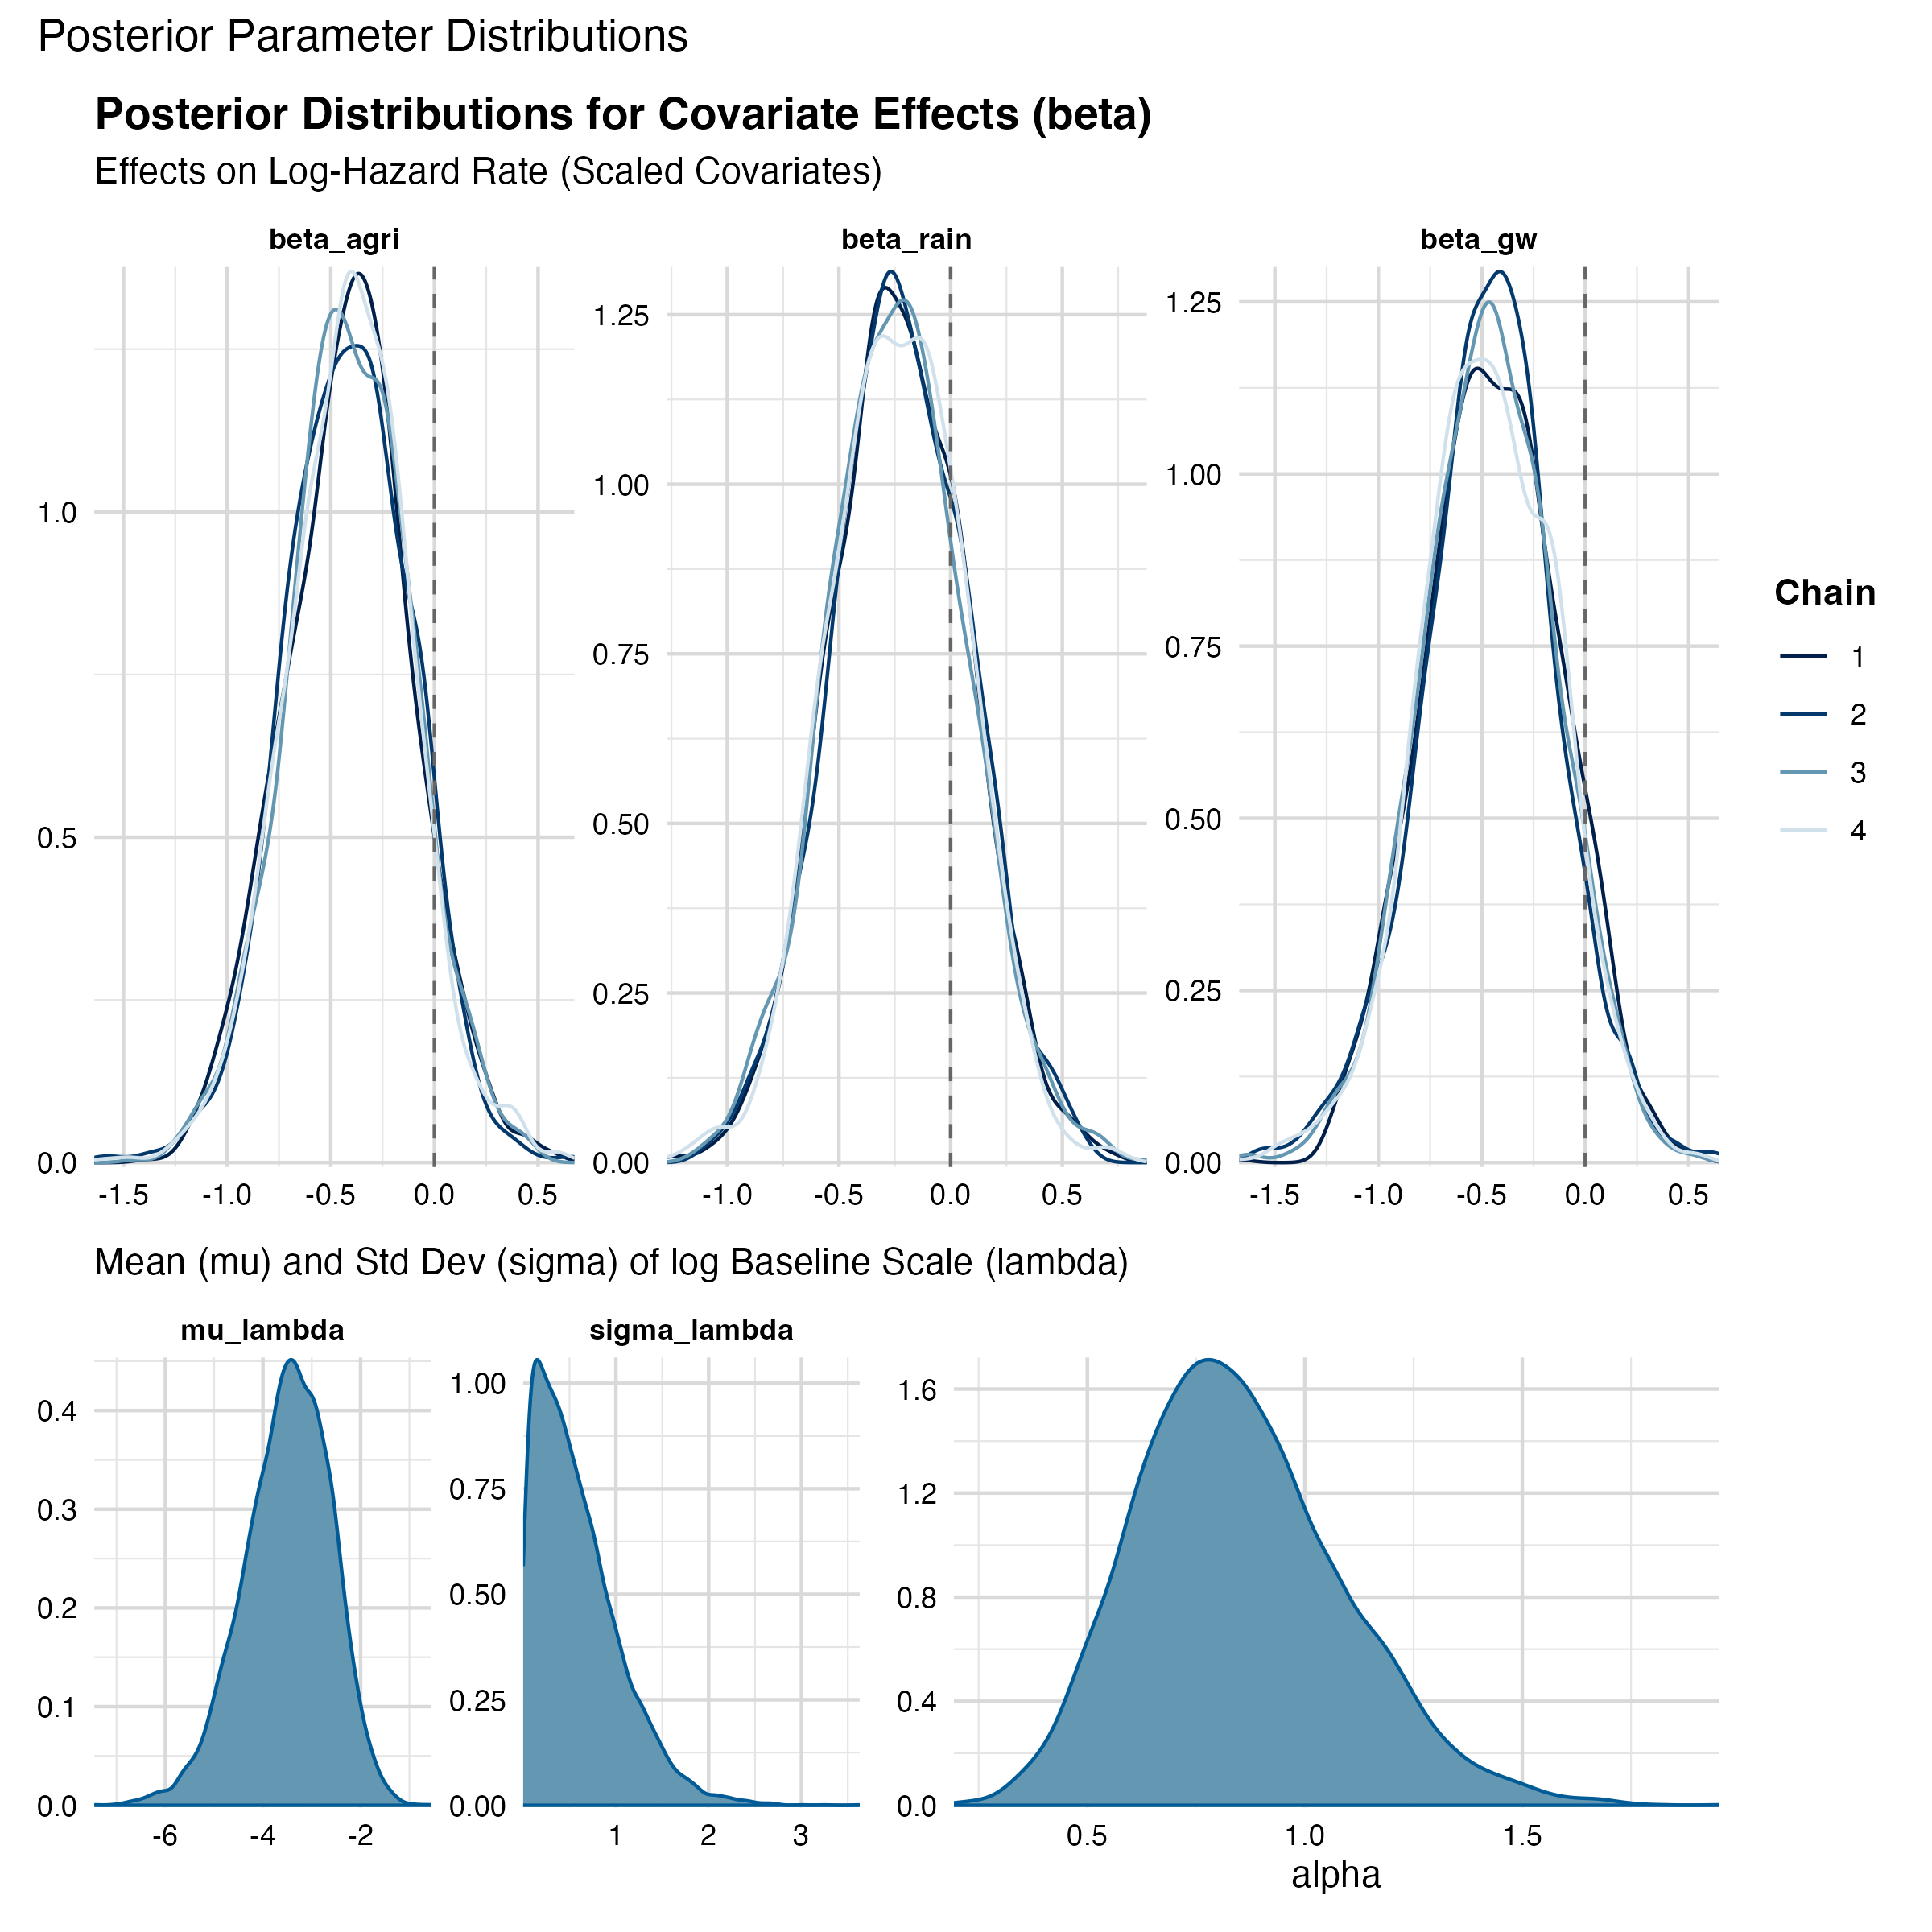 Posterior Parameter Distributions
Posterior Distributions for Covariate Effects (beta)
Effects on Log-Hazard Rate (Scaled Covariates)
beta_agri beta_rain beta_gw
1.0
0.5
0.0
-1.5 -1.0 -0.5 0.0 0.5
1.25
1.00
0.75
0.50
0.25
0.00
-1.0 -0.5 0.0 0.5
1.25
1.00
0.75
0.50
0.25
0.00
-1.5 -1.0 -0.5 0.0 0.5
Chain
1
2
3
4
Mean (mu) and Std Dev (sigma) of log Baseline Scale (lambda)
mu_lambda sigma_lambda
0.4
0.3
0.2
0.1
0.0
-6 -4 -2
1.00
0.75
0.50
0.25
0.00
1 2 3
1.6
1.2
0.8
0.4
0.0
0.5 1.0 1.5
alpha